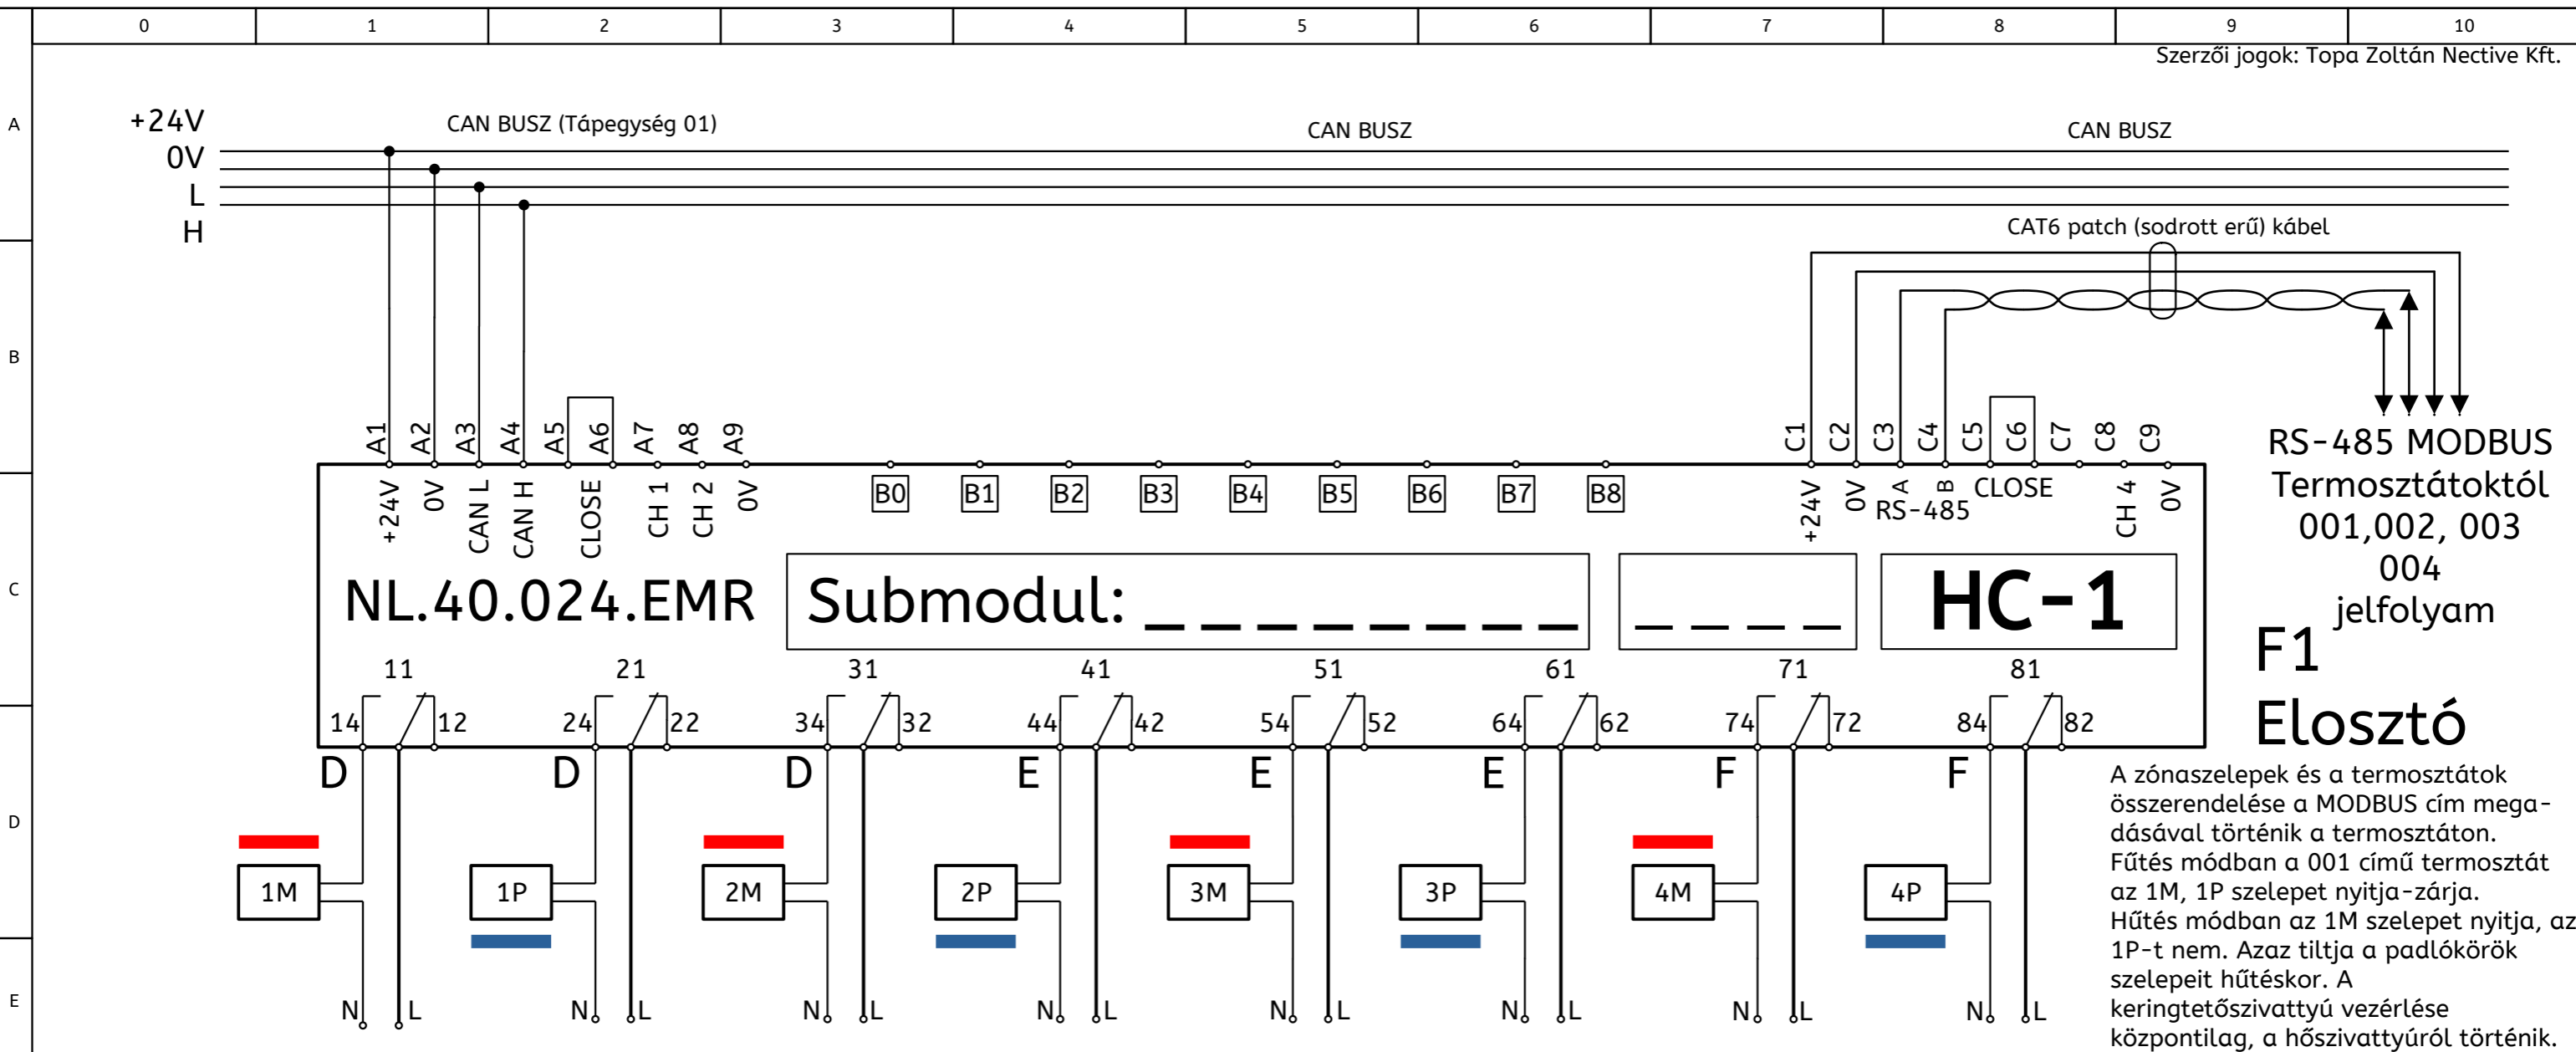 0 1 2 3 4 5 6 7 8 9 10
Szerzői jogok: Topa Zoltán Nective Kft.
A
+24V
0V
L
H
CAN BUSZ (Tápegység 01)
CAN BUSZ
CAN BUSZ
CAT6 patch (sodrott erű) kábel
B
A1 A2 A3 A4 A5 A6 A7 A8 A9
C1 C2 C3 C4 C5 C6 C7 C8 C9
+24V 0V CAN L CAN H CLOSE CH 1 CH 2 0V
B0 B1 B2 B3 B4 B5 B6 B7 B8
+24V 0V A B CLOSE CH 4 0V
RS-485
RS-485 MODBUS
Termosztátoktól
001,002, 003
004
jelfolyam
C
NL.40.024.EMR
Submodul: _ _ _ _ _ _ _ _
_ _ _ _
HC-1
F1
Elosztó
11 21 31 41 51 61 71 81
14 12 24 22 34 32 44 42 54 52 64 62 74 72 84 82
D D D E E E F F
D
1M 1P 2M 2P 3M 3P 4M 4P
E
N L N L N L N L N L N L N L N L
A zónaszelepek és a termosztátok
összerendelése a MODBUS cím mega-
dásával történik a termosztáton.
Fűtés módban a 001 című termosztát
az 1M, 1P szelepet nyitja-zárja.
Hűtés módban az 1M szelepet nyitja, az
1P-t nem. Azaz tiltja a padlókörök
szelepeit hűtéskor. A
keringtetőszivattyú vezérlése
központilag, a hőszivattyúról történik.